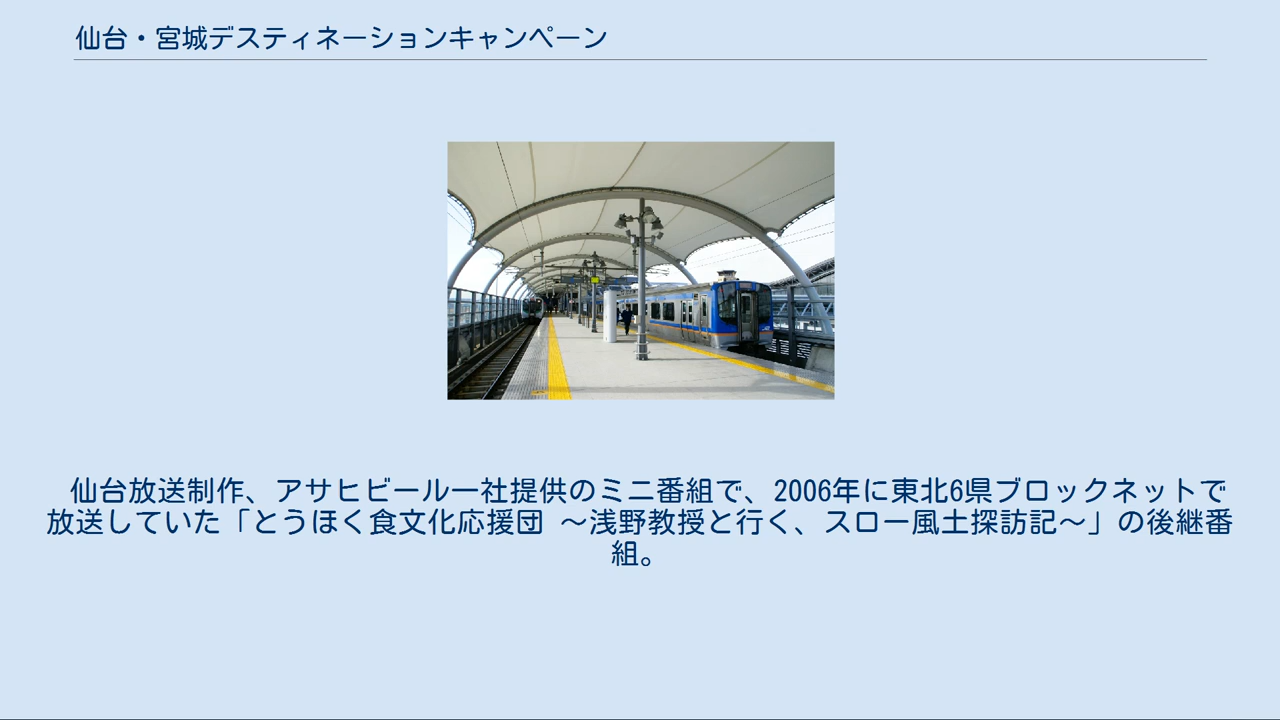 仙台・宮城デスティネーションキャンペーン
仙台放送制作、アサヒビール一社提供のミニ番組で、2006年に東北6県ブロックネットで
放送していた「とうほく食文化応援団 ～浅野教授と行く、スロー風土探訪記～」の後継番
組。